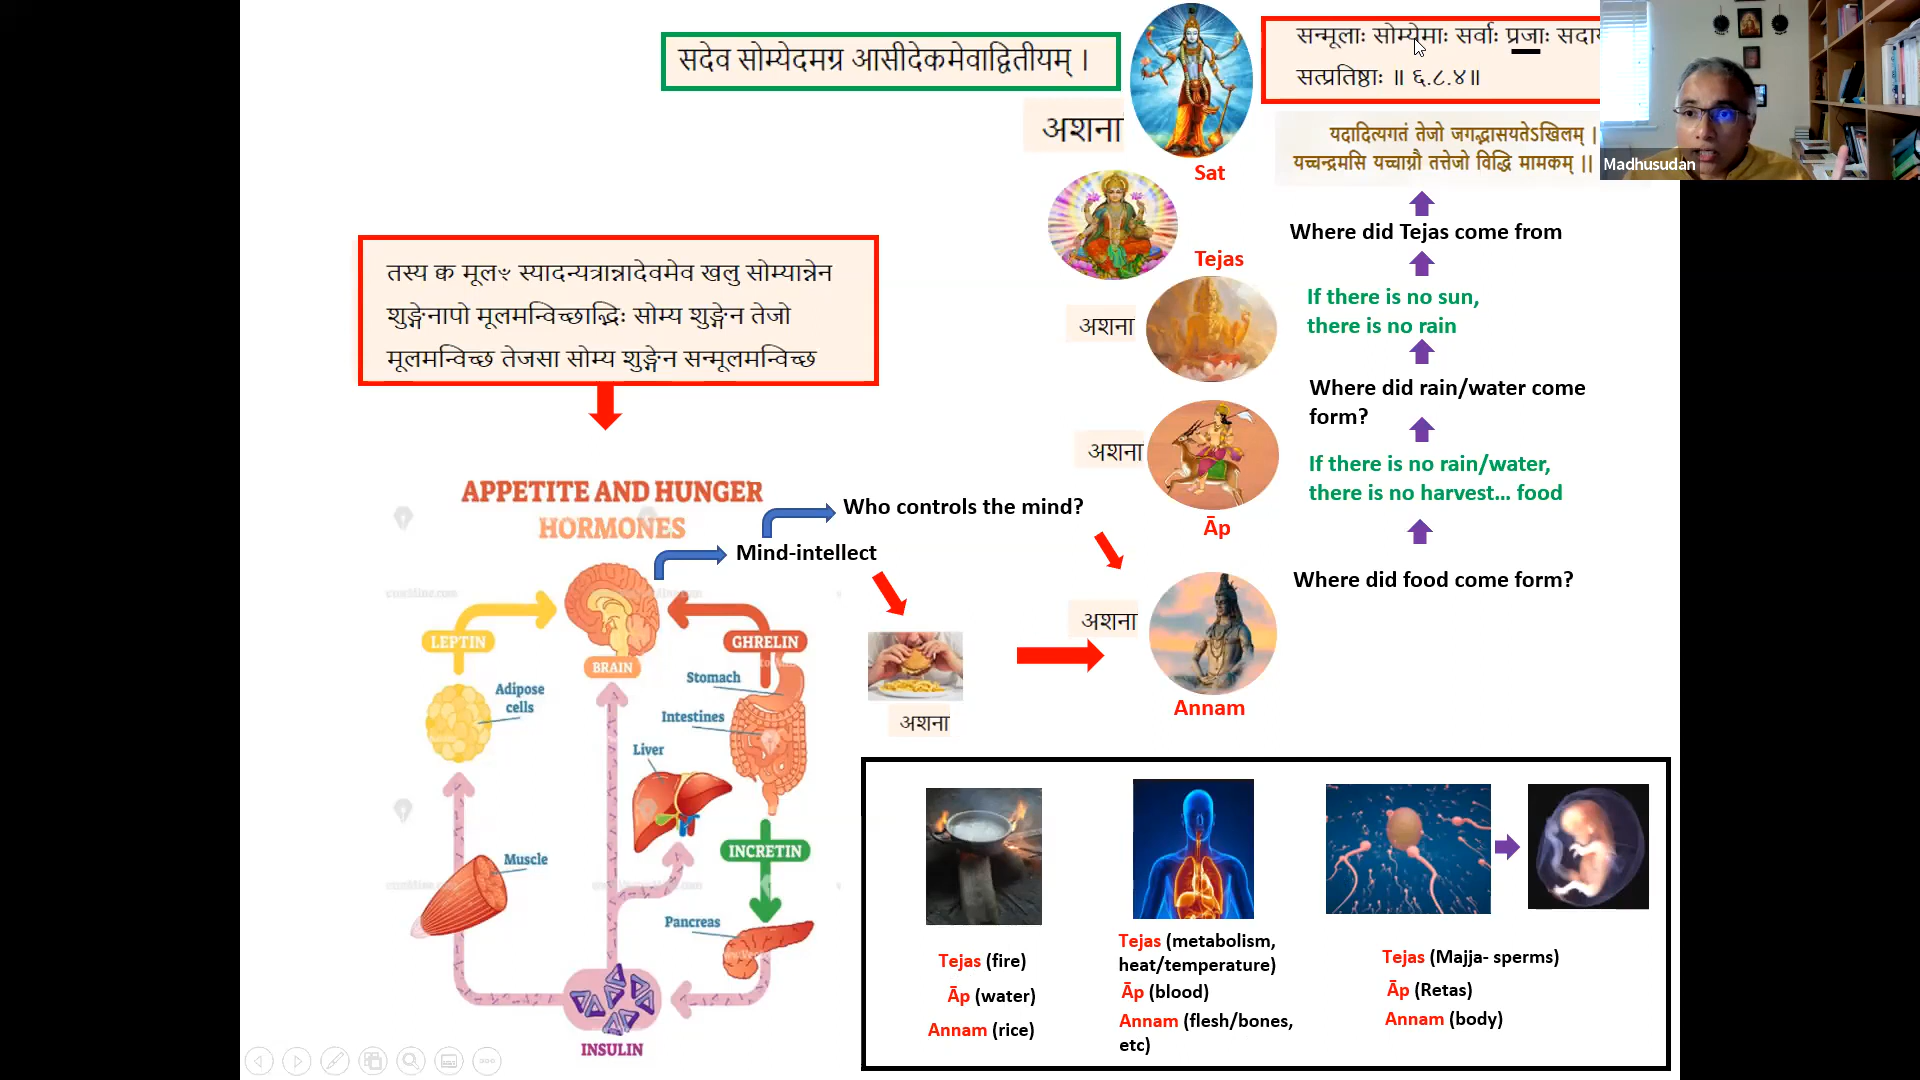 सदेव सोम्येदमग्र आसीदेकमेवाद्वितीयम् ।
अशना
Sat
सन्मूलाः सोम्येमाः सर्वाः प्रजाः
सत्प्रतिष्ठाः ॥ ६.८.४॥
यदादित्यगतं तेजो जगद्भासयतेऽखिलम् ।
यच्चन्द्रमसि यच्चाग्नौ तत्तेजो विद्धि मामकम् ।।
Madhusudan
Where did Tejas come from
Tejas
If there is no sun,
there is no rain
अशना
Where did rain/water come
form?
अशना
If there is no rain/water,
there is no harvest... food
Āp
Where did food come form?
अशना
Annam
तस्य क्व मूलꣳ स्यादन्यत्रान्नादेवमेव खलु सोम्यान्नेन
शुङ्गेनापो मूलमन्विच्छाद्भिः सोम्य शुङ्गेन तेजो
मूलमन्विच्छ तेजसा सोम्य शुङ्गेन सन्मूलमन्विच्छ
APPETITE AND HUNGER
HORMONES
Who controls the mind?
Mind-intellect
अशना
LEPTIN
GHRELIN
BRAIN
Adipose
cells
Stomach
Intestines
Liver
Muscle
INCRETIN
Pancreas
INSULIN
Tejas (fire)
Āp (water)
Annam (rice)
Tejas (metabolism,
heat/temperature)
Āp (blood)
Annam (flesh/bones,
etc)
Tejas (Majja- sperms)
Āp (Retas)
Annam (body)